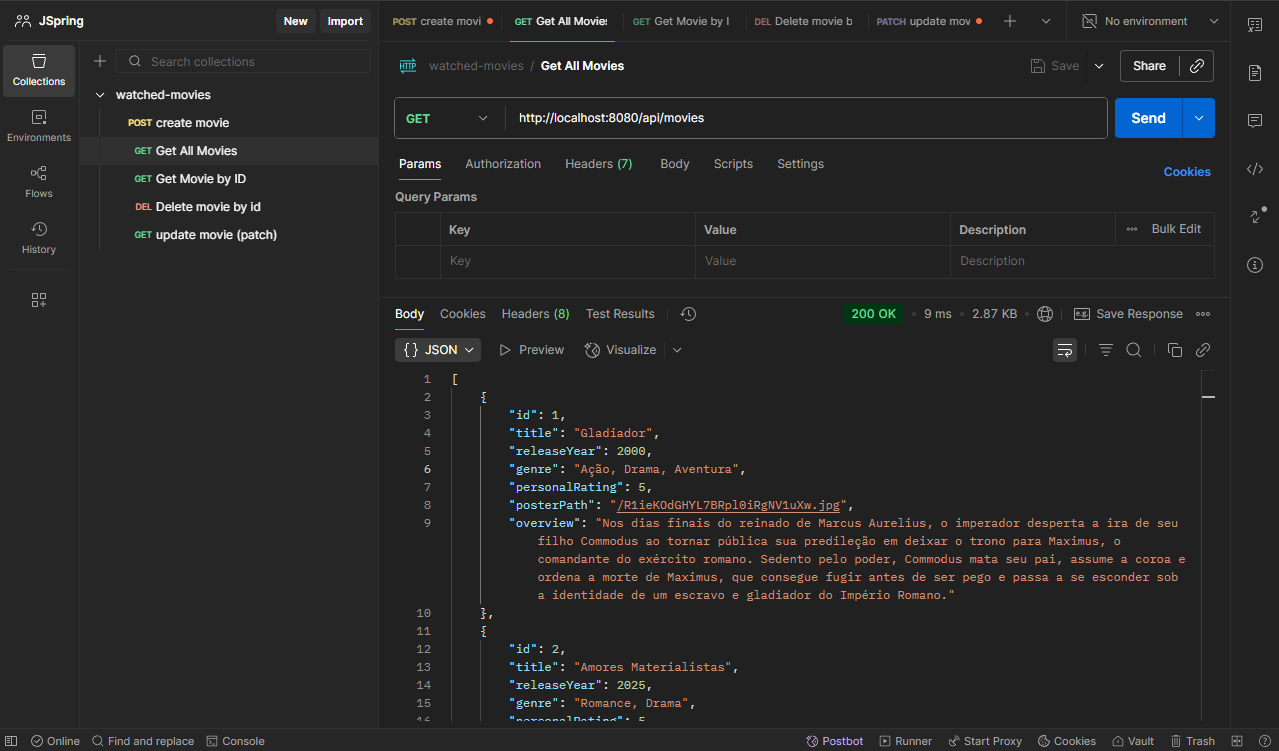 JSpring
New
Import
POST create movi
GET Get All Movies
GET Get Movie by I
DEL Delete movie b
PATCH update mov
No environment
Collections
Environments
Flows
History
Search collections
watched-movies
POST create movie
GET Get All Movies
GET Get Movie by ID
DEL Delete movie by id
GET update movie (patch)
HTTP watched-movies / Get All Movies
Save
Share
GET
http://localhost:8080/api/movies
Send
Params
Authorization
Headers (7)
Body
Scripts
Settings
Cookies
Query Params
Key
Value
Description
Bulk Edit
Key
Value
Description
Body
Cookies
Headers (8)
Test Results
200 OK
9 ms
2.87 KB
e.g.
Save Response
{} JSON
Preview
Visualize
1 [
2 {
3 "id": 1,
4 "title": "Gladiador",
5 "releaseYear": 2000,
6 "genre": "Ação, Drama, Aventura",
7 "personalRating": 5,
8 "posterPath": "/R1ieKOdGHYL7BRpl0iRgNV1uXw.jpg",
9 "overview": "Nos dias finais do reinado de Marcus Aurelius, o imperador desperta a ira de seu
filho Commodus ao tornar pública sua predileção em deixar o trono para Maximus, o
comandante do exército romano. Sedento pelo poder, Commodus mata seu pai, assume a coroa e
ordena a morte de Maximus, que consegue fugir antes de ser pego e passa a se esconder sob
a identidade de um escravo e gladiador do Império Romano."
10 },
11 {
12 "id": 2,
13 "title": "Amores Materialistas",
14 "releaseYear": 2025,
15 "genre": "Romance, Drama",
16 "personalRating": 5
Online
Find and replace
Console
Postbot
Runner
Start Proxy
Cookies
Vault
Trash